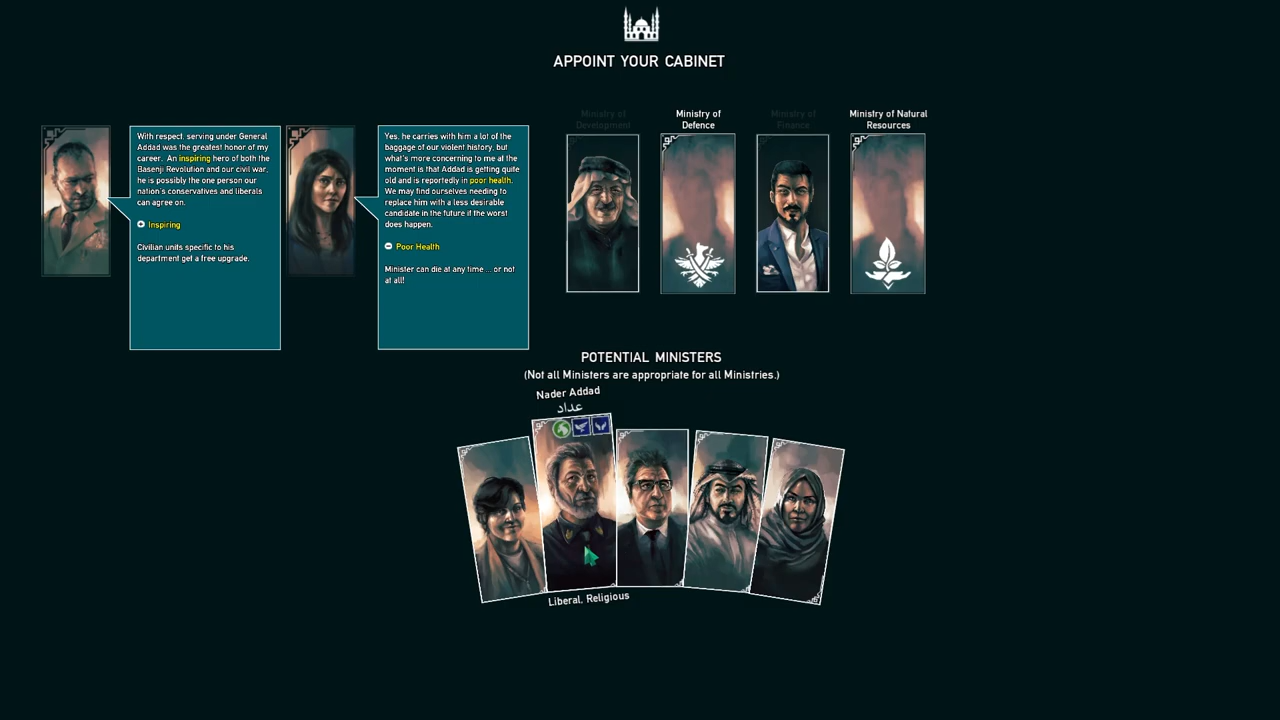 APPOINT YOUR CABINET
With respect, serving under General
Addad was the greatest honor of my
career. An inspiring hero of both the
Basenji Revolution and our civil war,
he is possibly the one person our
nation's conservatives and liberals
can agree on.
Inspiring
Civilian units specific to his
department get a free upgrade.
Yes, he carries with him a lot of the
baggage of our violent history, but
what's more concerning to me at the
moment is that Addad is getting quite
old and is reportedly in poor health.
We may find ourselves needing to
replace him with a less desirable
candidate in the future if the worst
does happen.
Poor Health
Minister can die at any time ... or not
at all!
Ministry of
Development
Ministry of
Defence
Ministry of
Finance
Ministry of Natural
Resources
POTENTIAL MINISTERS
(Not all Ministers are appropriate for all Ministries.)
Nader Addad
عداد
Liberal, Religious